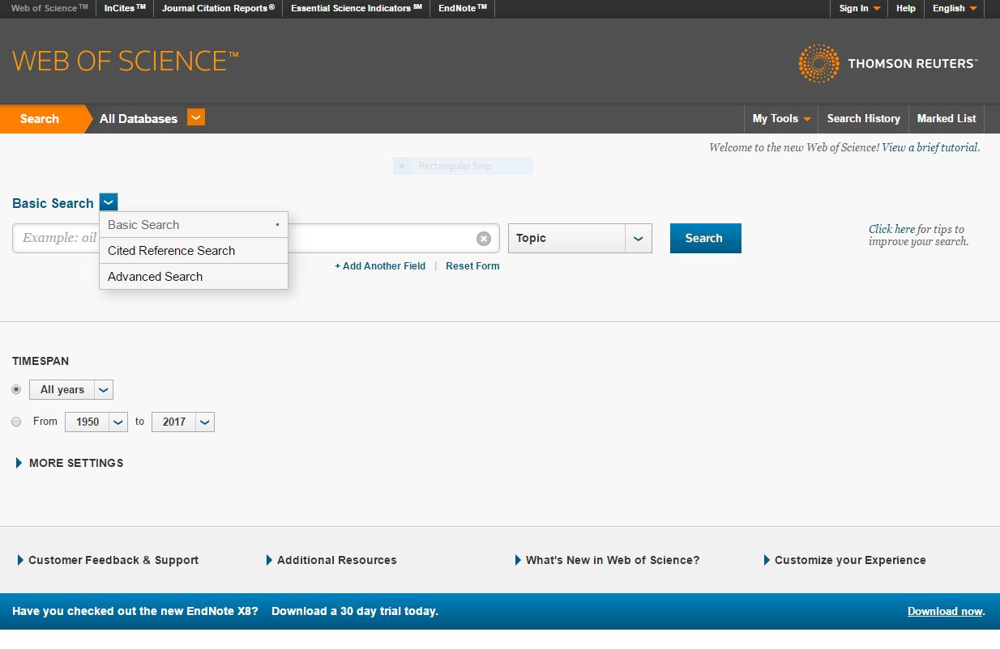 Web of Science™ InCites™ Journal Citation Reports® Essential Science Indicators℠ EndNote™ Sign In Help English
WEB OF SCIENCE™
THOMSON REUTERS™
Search All Databases My Tools Search History Marked List
Welcome to the new Web of Science! View a brief tutorial.
Rectangular Snip
Basic Search
Basic Search
Example: oil Topic Search
Click here for tips to
improve your search.
Cited Reference Search
+ Add Another Field | Reset Form
Advanced Search
TIMESPAN
All years
From 1950 to 2017
MORE SETTINGS
Customer Feedback & Support Additional Resources What's New in Web of Science? Customize your Experience
Have you checked out the new EndNote X8? Download a 30 day trial today. Download now.